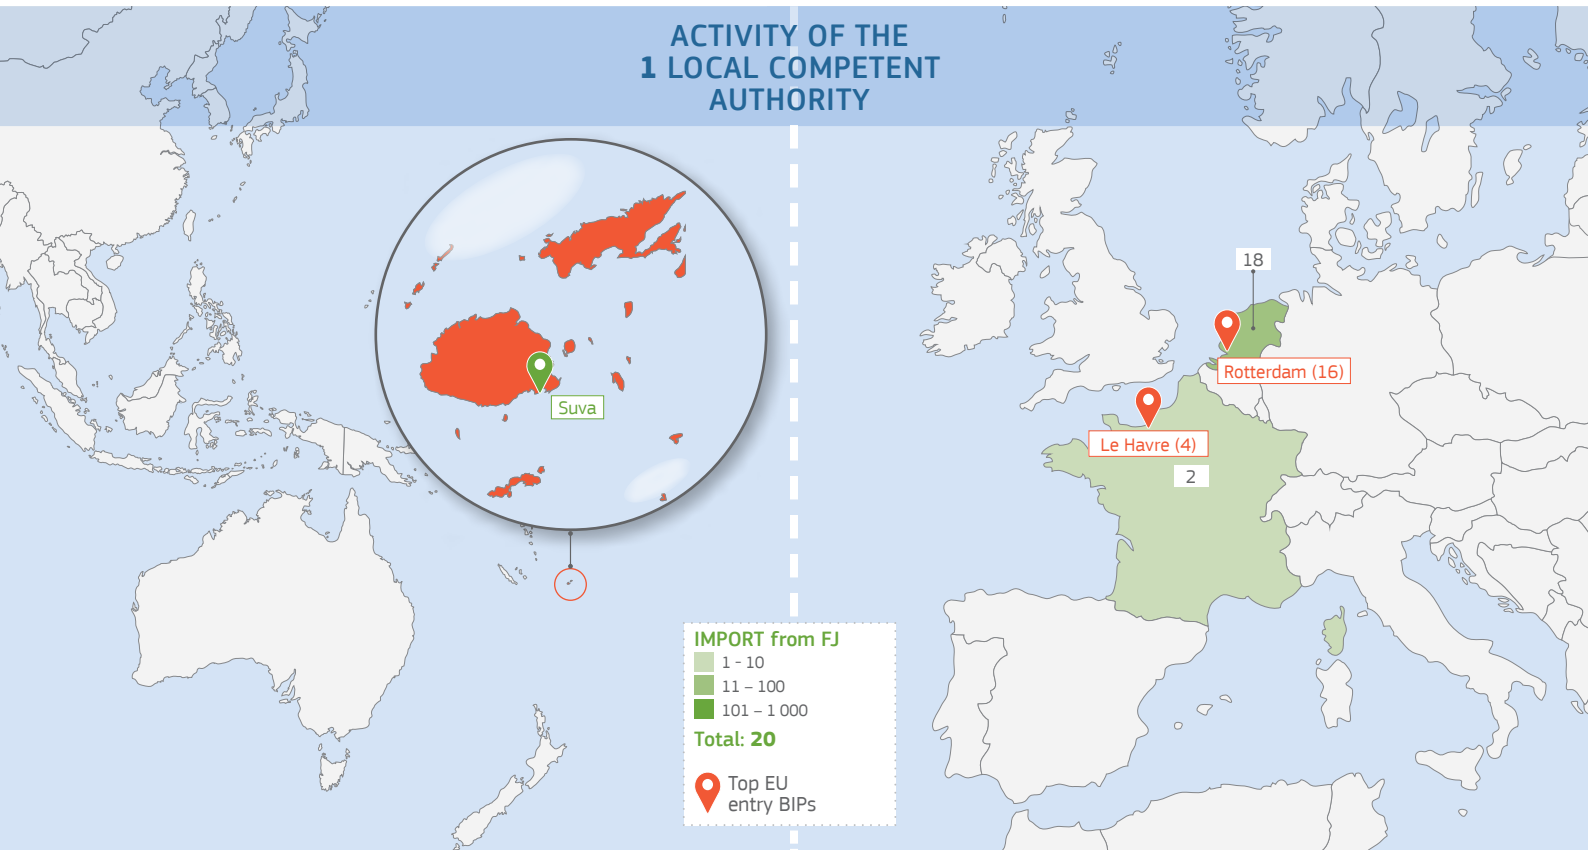 ACTIVITY OF THE
1 LOCAL COMPETENT
AUTHORITY
Suva
18
Rotterdam (16)
Le Havre (4)
2
IMPORT from FJ
1 - 10
11 – 100
101 – 1 000
Total: 20
Top EU
entry BIPs